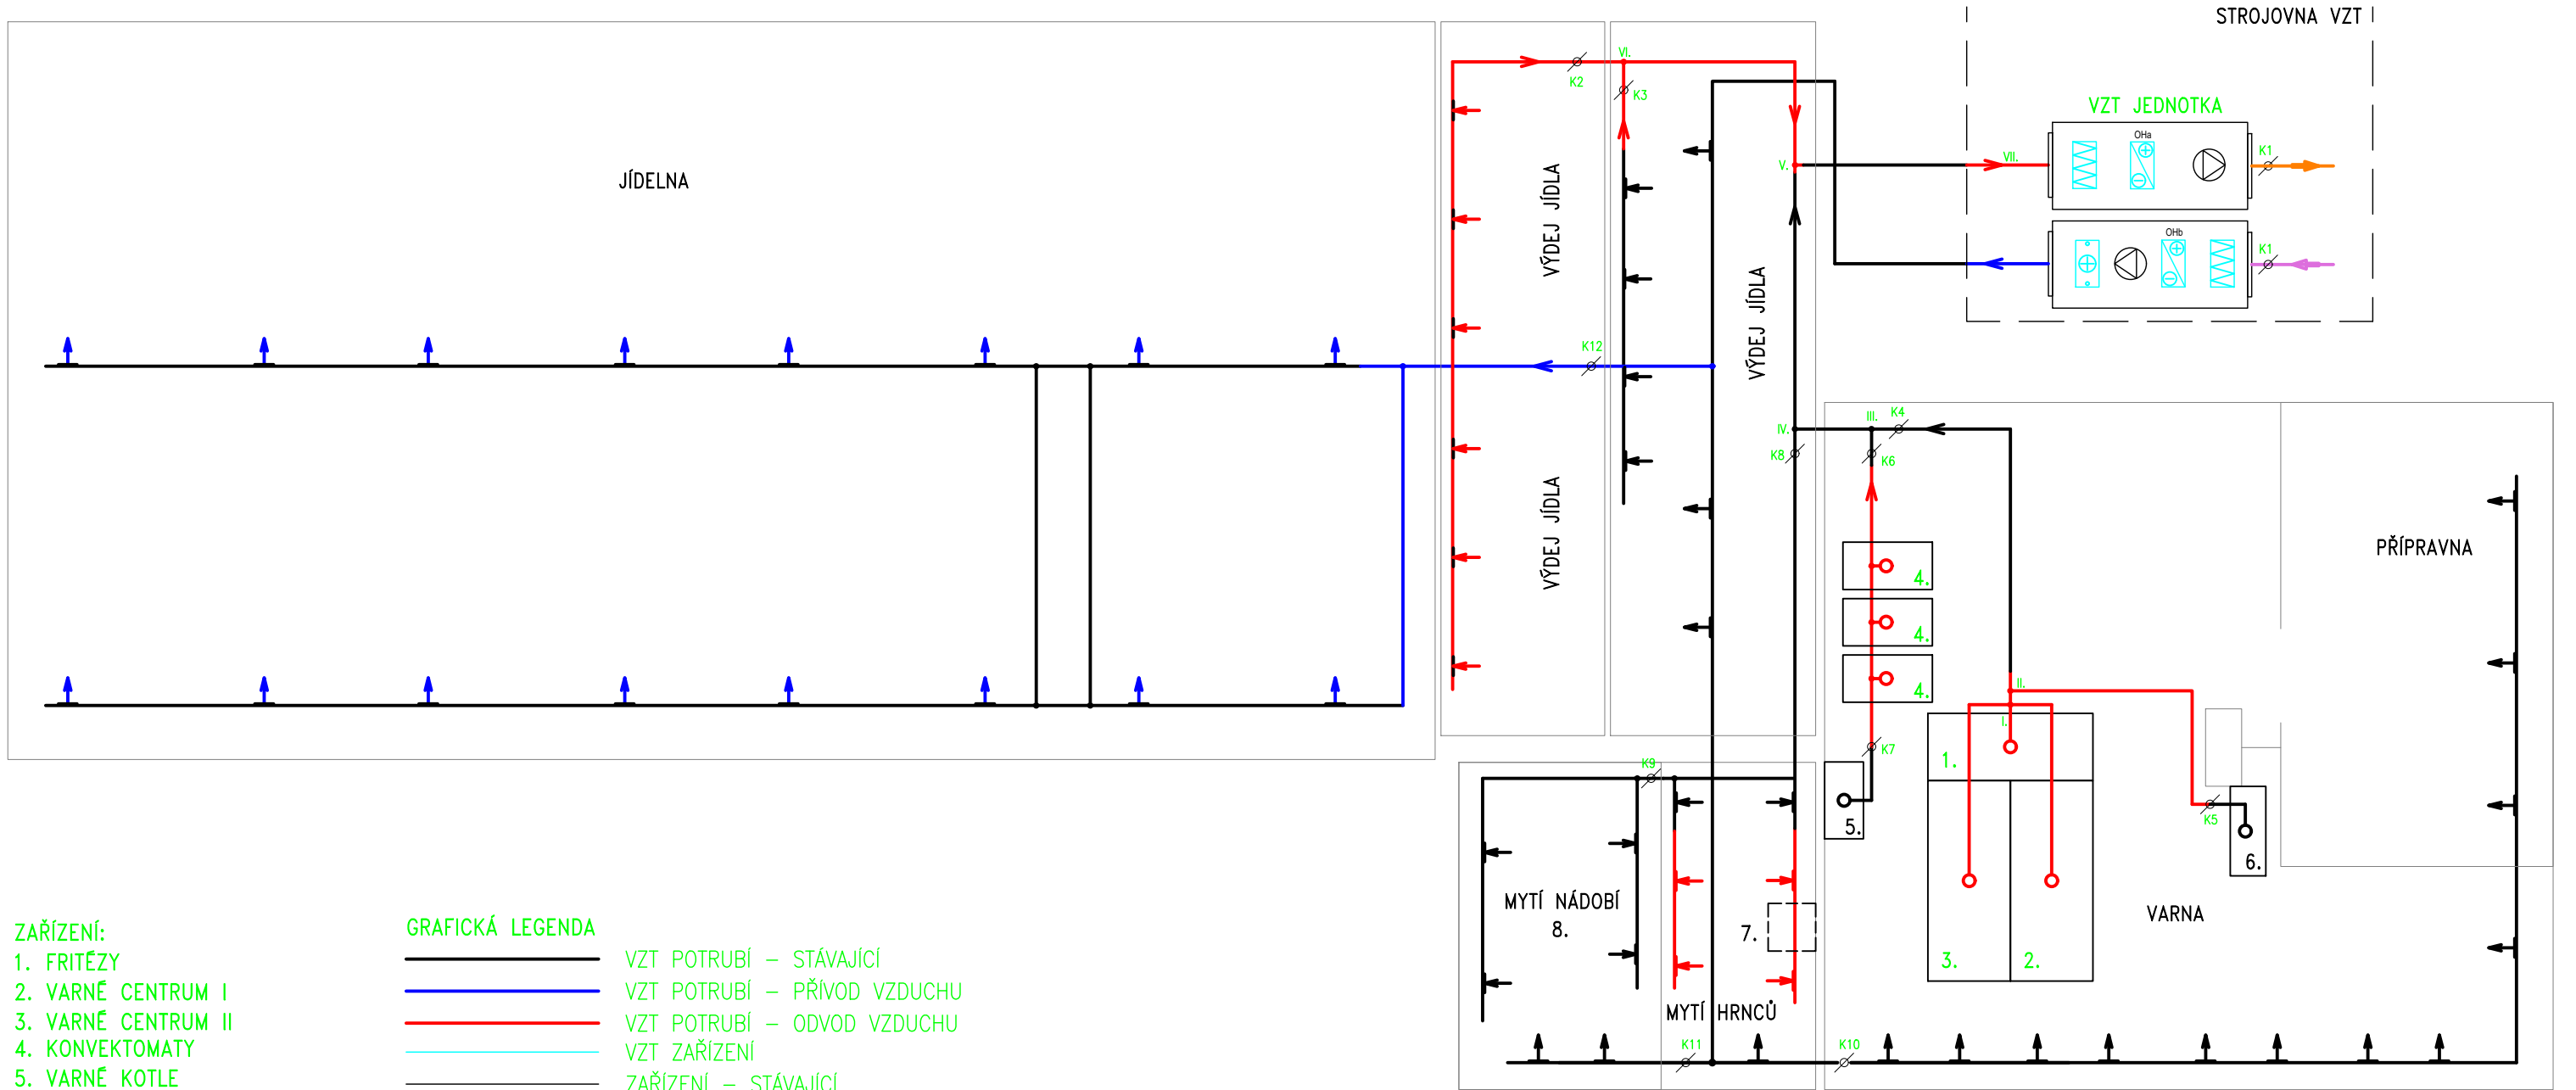 STROJOVNA VZT
VI.
K2
K3
VZT JEDNOTKA
OHa
K1
VII.
V.
JÍDELNA
VÝDEJ JÍDLA
OHb
K1
VÝDEJ JÍDLA
K12
III.
K4
IV.
K8
K6
VÝDEJ JÍDLA
PŘÍPRAVNA
4.
4.
4.
II.
I.
K7
1.
K9
K5
5.
6.
MYTÍ NÁDOBÍ
8.
7.
VARNA
3.
2.
MYTÍ HRNCŮ
K11
K10
ZAŘÍZENÍ:
1. FRITÉZY
2. VARNÉ CENTRUM I
3. VARNÉ CENTRUM II
4. KONVEKTOMATY
5. VARNÉ KOTLE
GRAFICKÁ LEGENDA
VZT POTRUBÍ – STÁVAJÍCÍ
VZT POTRUBÍ – PŘÍVOD VZDUCHU
VZT POTRUBÍ – ODVOD VZDUCHU
VZT ZAŘÍZENÍ
ZAŘÍZENÍ – STÁVAJÍCÍ